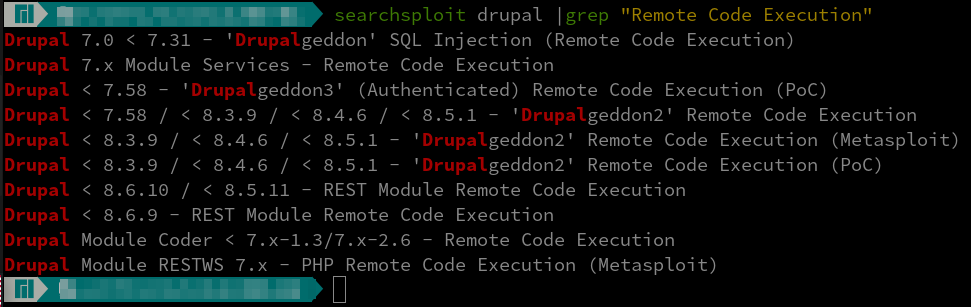 searchsploit drupal |grep "Remote Code Execution"
Drupal 7.0 < 7.31 - 'Drupalgeddon' SQL Injection (Remote Code Execution)
Drupal 7.x Module Services - Remote Code Execution
Drupal < 7.58 - 'Drupalgeddon3' (Authenticated) Remote Code Execution (PoC)
Drupal < 7.58 / < 8.3.9 / < 8.4.6 / < 8.5.1 - 'Drupalgeddon2' Remote Code Execution
Drupal < 8.3.9 / < 8.4.6 / < 8.5.1 - 'Drupalgeddon2' Remote Code Execution (Metasploit)
Drupal < 8.3.9 / < 8.4.6 / < 8.5.1 - 'Drupalgeddon2' Remote Code Execution (PoC)
Drupal < 8.6.10 / < 8.5.11 - REST Module Remote Code Execution
Drupal < 8.6.9 - REST Module Remote Code Execution
Drupal Module Coder < 7.x-1.3/7.x-2.6 - Remote Code Execution
Drupal Module RESTWS 7.x - PHP Remote Code Execution (Metasploit)